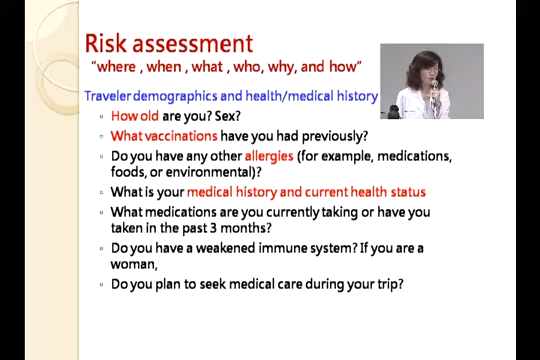 Risk assessment
"where , when , what , who, why, and how"
Traveler demographics and health/medical history
How old are you? Sex?
What vaccinations have you had previously?
Do you have any other allergies (for example, medications,
foods, or environmental)?
What is your medical history and current health status
What medications are you currently taking or have you
taken in the past 3 months?
Do you have a weakened immune system? If you are a
woman,
Do you plan to seek medical care during your trip?